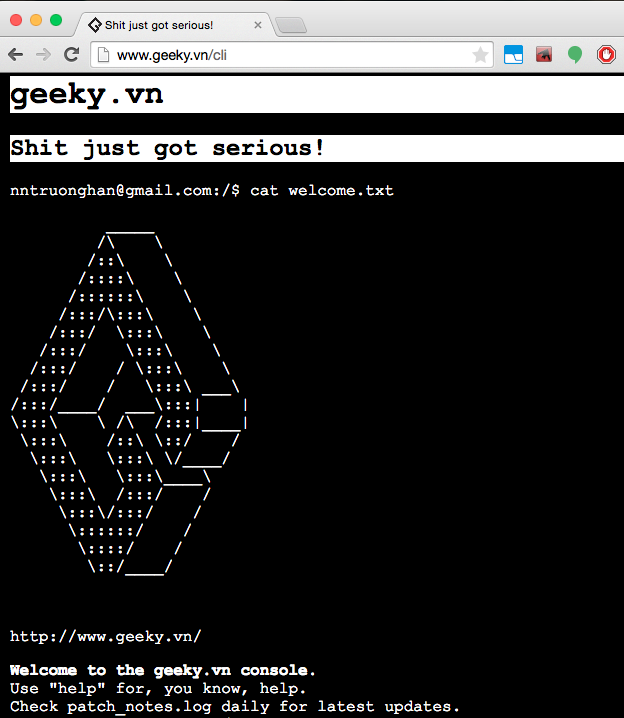 Shit just got serious!
www.geeky.vn/cli
geeky.vn
Shit just got serious!
nntruonghan@gmail.com:/$ cat welcome.txt
http://www.geeky.vn/
Welcome to the geeky.vn console.
Use "help" for, you know, help.
Check patch_notes.log daily for latest updates.